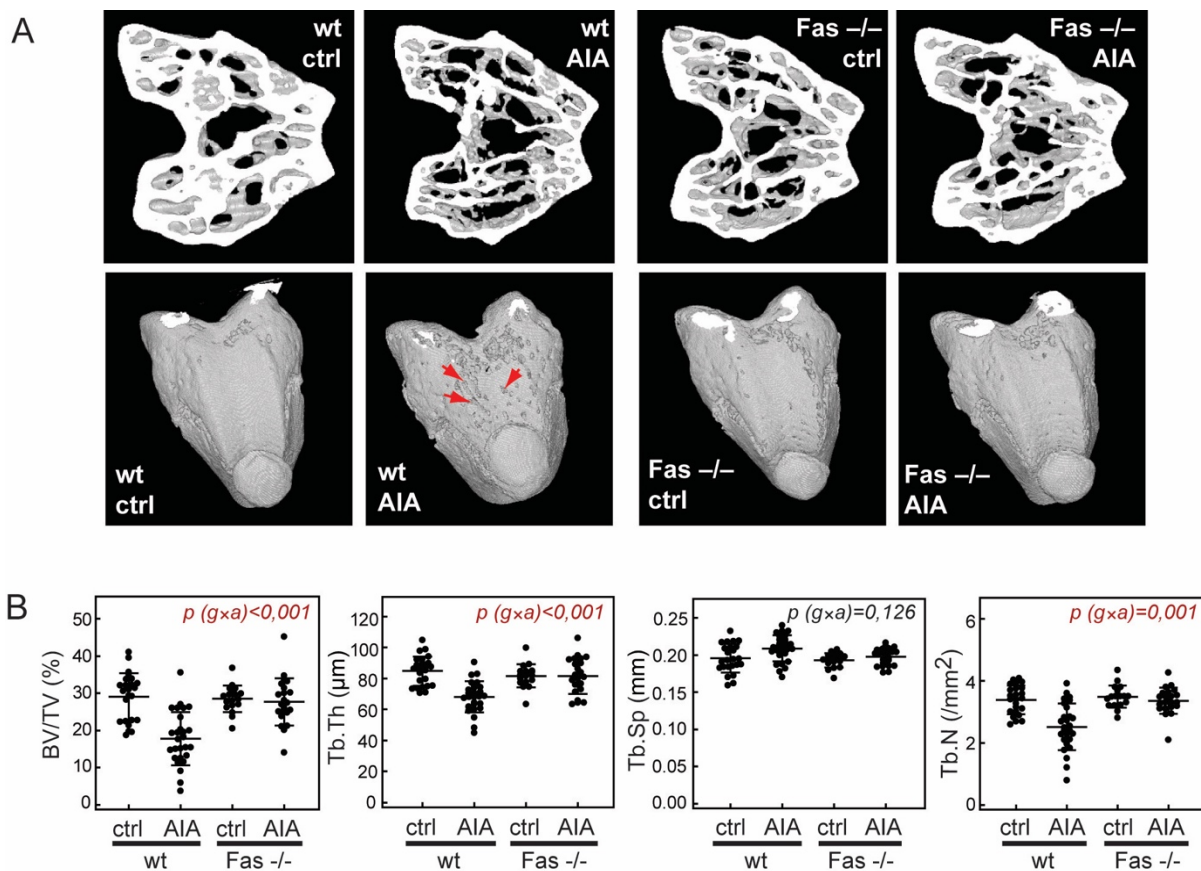 A
wt
ctrl
wt
AIA
Fas –/–
ctrl
Fas –/–
AIA
wt
ctrl
wt
AIA
Fas –/–
ctrl
Fas –/–
AIA
B
BV/TV (%)
50
40
30
20
10
0
p (g×a)<0,001
ctrl AIA ctrl AIA
wt Fas -/-
Tb.Th (µm)
120
100
80
60
40
20
0
p (g×a)<0,001
ctrl AIA ctrl AIA
wt Fas -/-
Tb.Sp (mm)
0.25
0.20
0.15
0.10
0.05
0.00
p (g×a)=0,126
ctrl AIA ctrl AIA
wt Fas -/-
Tb.N (/mm²)
6
4
2
0
p (g×a)=0,001
ctrl AIA ctrl AIA
wt Fas -/-